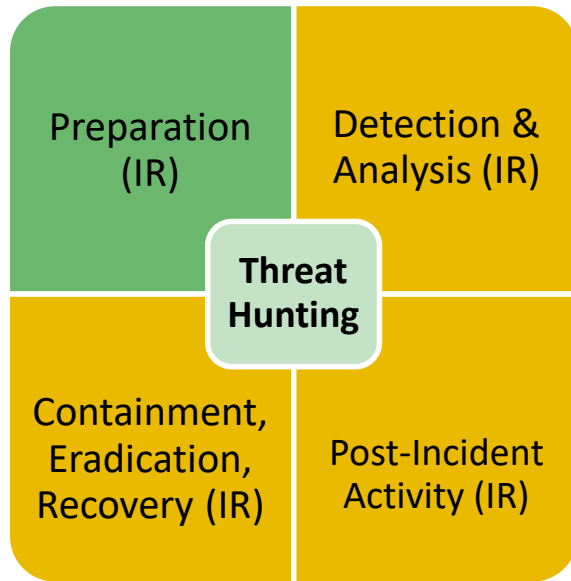 Preparation
(IR)
Detection &
Analysis (IR)
Threat
Hunting
Containment,
Eradication,
Recovery (IR)
Post-Incident
Activity (IR)